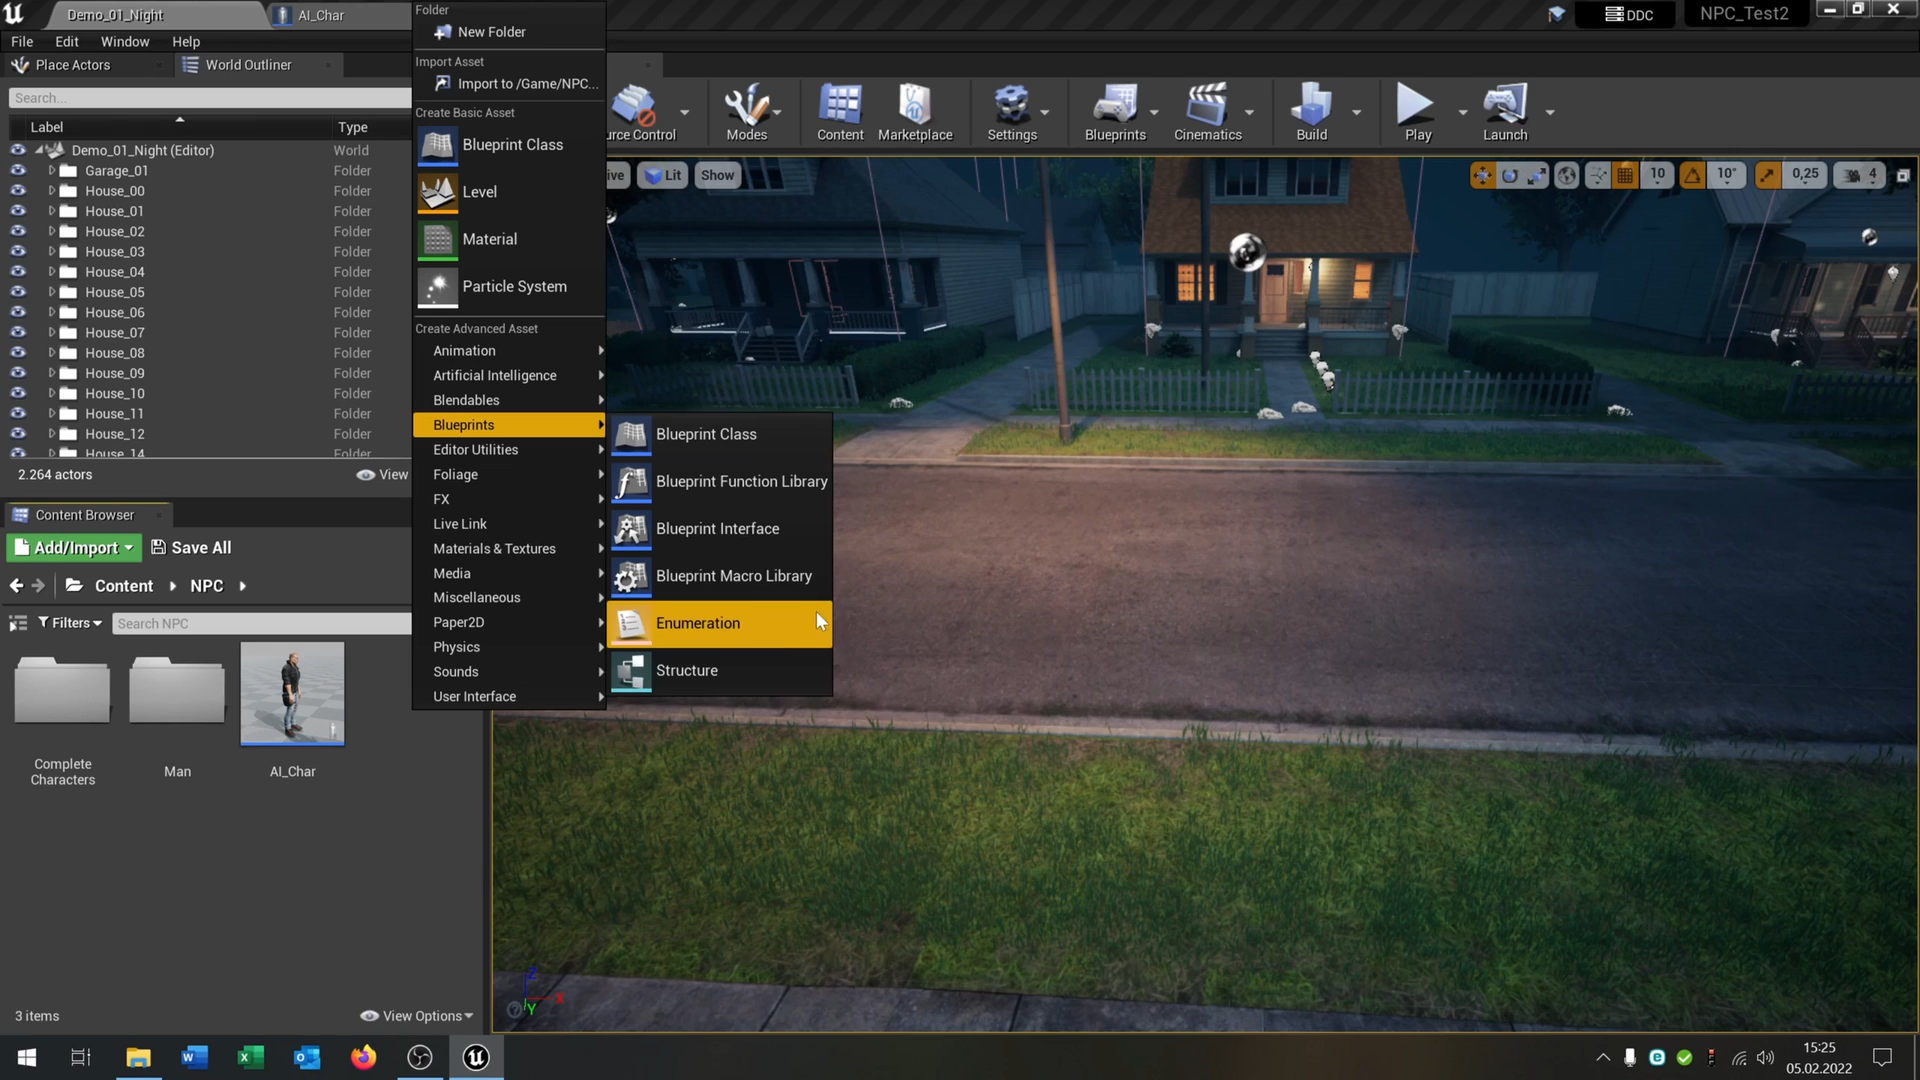 Demo_01_Night
AI_Char
DDC
NPC_Test2
File
Edit
Window
Help
Place Actors
World Outliner
Search...
Label
Type
Demo_01_Night (Editor)
World
Garage_01
Folder
House_00
Folder
House_01
Folder
House_02
Folder
House_03
Folder
House_04
Folder
House_05
Folder
House_06
Folder
House_07
Folder
House_08
Folder
House_09
Folder
House_10
Folder
House_11
Folder
House_12
Folder
House_14
Folder
2.264 actors
View
Content Browser
Add/Import
Save All
Content
NPC
Filters
Search NPC
Complete
Characters
Man
AI_Char
3 items
View Options
Folder
New Folder
Import Asset
Import to /Game/NPC...
Create Basic Asset
Blueprint Class
Level
Material
Particle System
Create Advanced Asset
Animation
Artificial Intelligence
Blendables
Blueprints
Editor Utilities
Foliage
FX
Live Link
Materials & Textures
Media
Miscellaneous
Paper2D
Physics
Sounds
User Interface
Blueprint Class
Blueprint Function Library
Blueprint Interface
Blueprint Macro Library
Enumeration
Structure
urce Control
Modes
Content
Marketplace
Settings
Blueprints
Cinematics
Build
Play
Launch
ive
Lit
Show
10
10°
0,25
4
Z
X
Y
15:25
05.02.2022